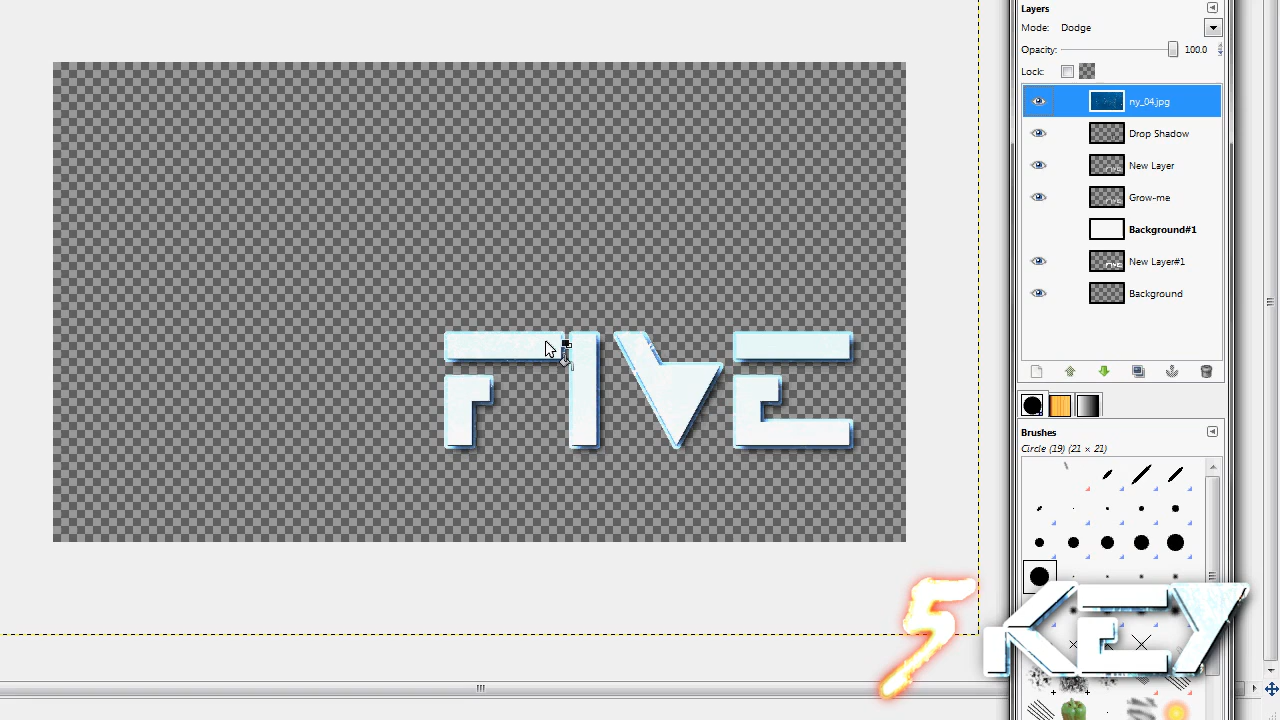 Layers
Mode: Dodge
Opacity: 100.0
Lock:
ny_04.jpg
Drop Shadow
New Layer
Grow-me
Background#1
New Layer#1
Background
FIVE
Brushes
Circle (19) (21 × 21)
5 KEY